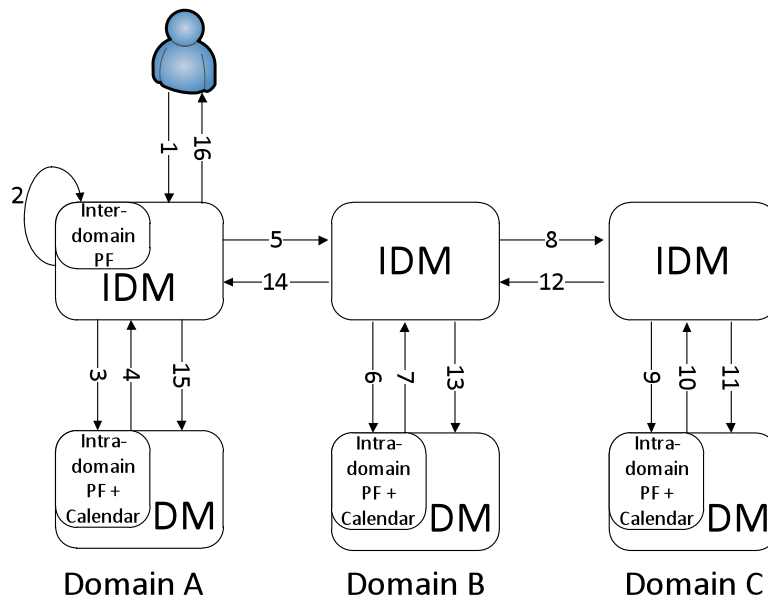 1
16
2
Inter-
domain
PF
IDM
5
14
IDM
8
12
IDM
3
4
15
6
7
13
9
10
11
Intra-
domain
PF +
Calendar
DM
Intra-
domain
PF +
Calendar
DM
Intra-
domain
PF +
Calendar
DM
Domain A
Domain B
Domain C